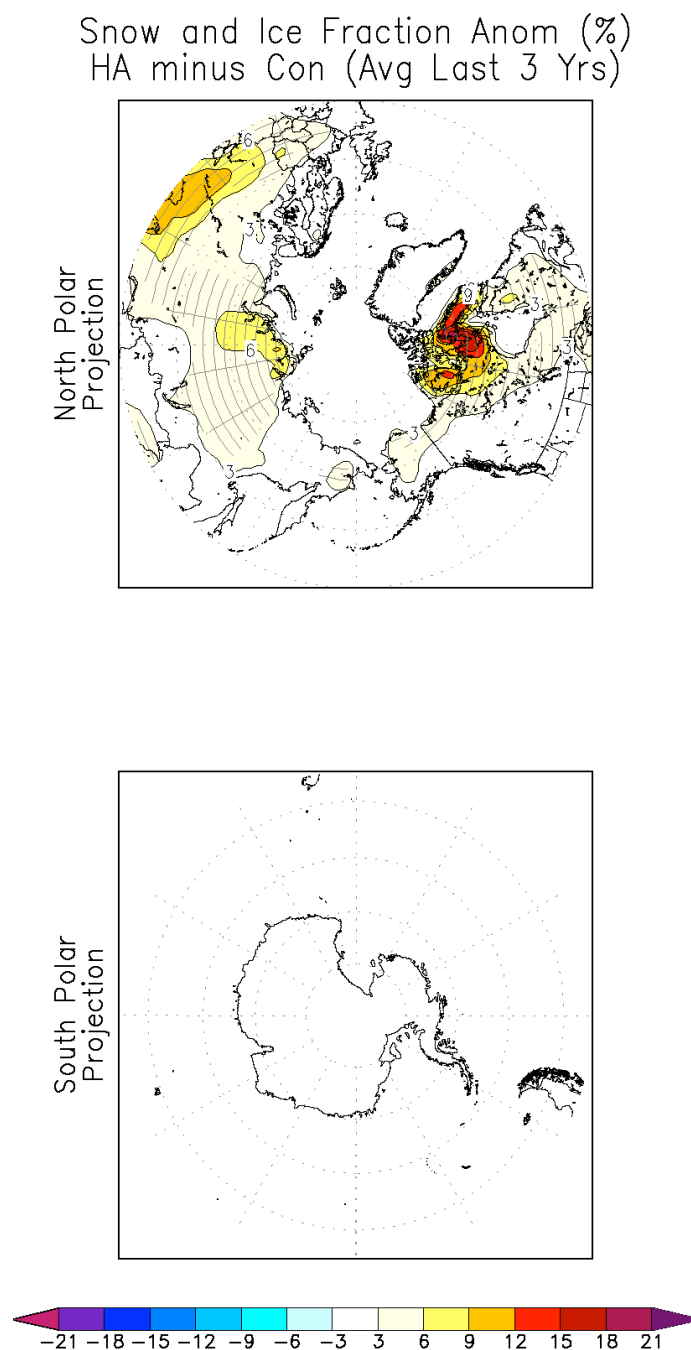 Snow and Ice Fraction Anom (%)
HA minus Con (Avg Last 3 Yrs)
North Polar
Projection
6
3
6
3
3
9
3
3
South Polar
Projection
−21 −18 −15 −12 −9 −6 −3 3 6 9 12 15 18 21